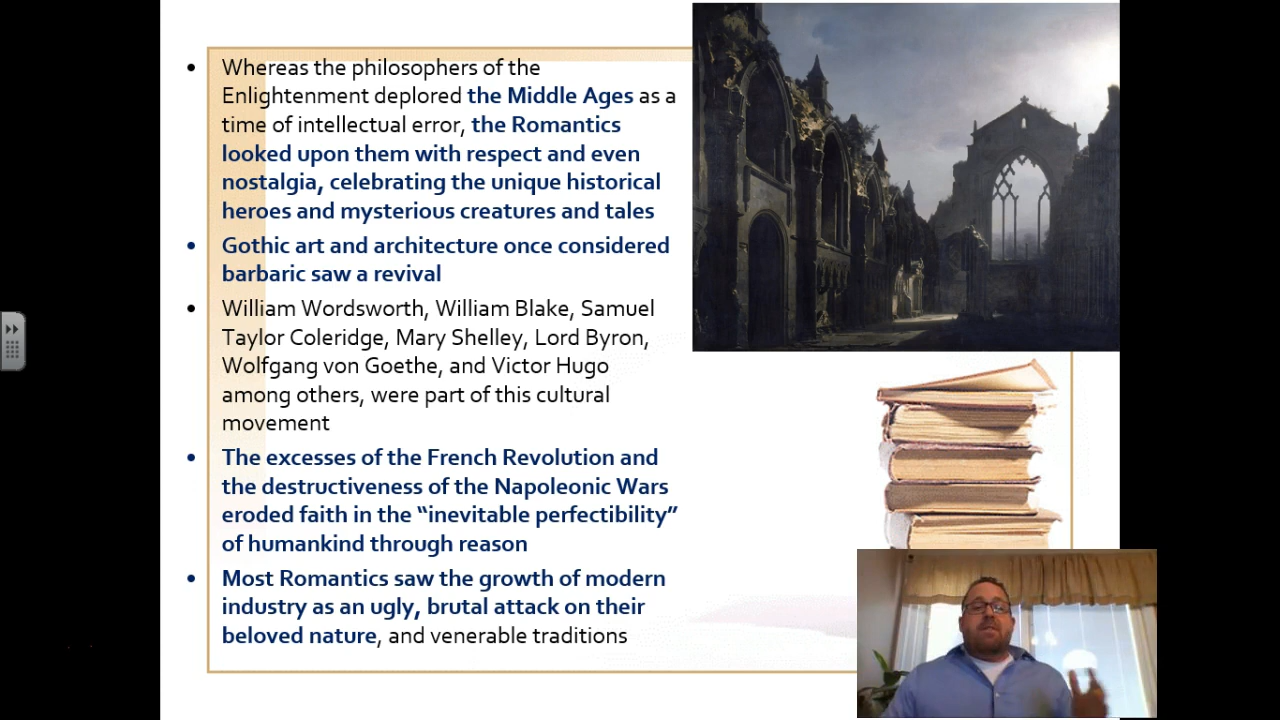 Whereas the philosophers of the
Enlightenment deplored the Middle Ages as a
time of intellectual error, the Romantics
looked upon them with respect and even
nostalgia, celebrating the unique historical
heroes and mysterious creatures and tales
Gothic art and architecture once considered
barbaric saw a revival
William Wordsworth, William Blake, Samuel
Taylor Coleridge, Mary Shelley, Lord Byron,
Wolfgang von Goethe, and Victor Hugo
among others, were part of this cultural
movement
The excesses of the French Revolution and
the destructiveness of the Napoleonic Wars
eroded faith in the “inevitable perfectibility”
of humankind through reason
Most Romantics saw the growth of modern
industry as an ugly, brutal attack on their
beloved nature, and venerable traditions